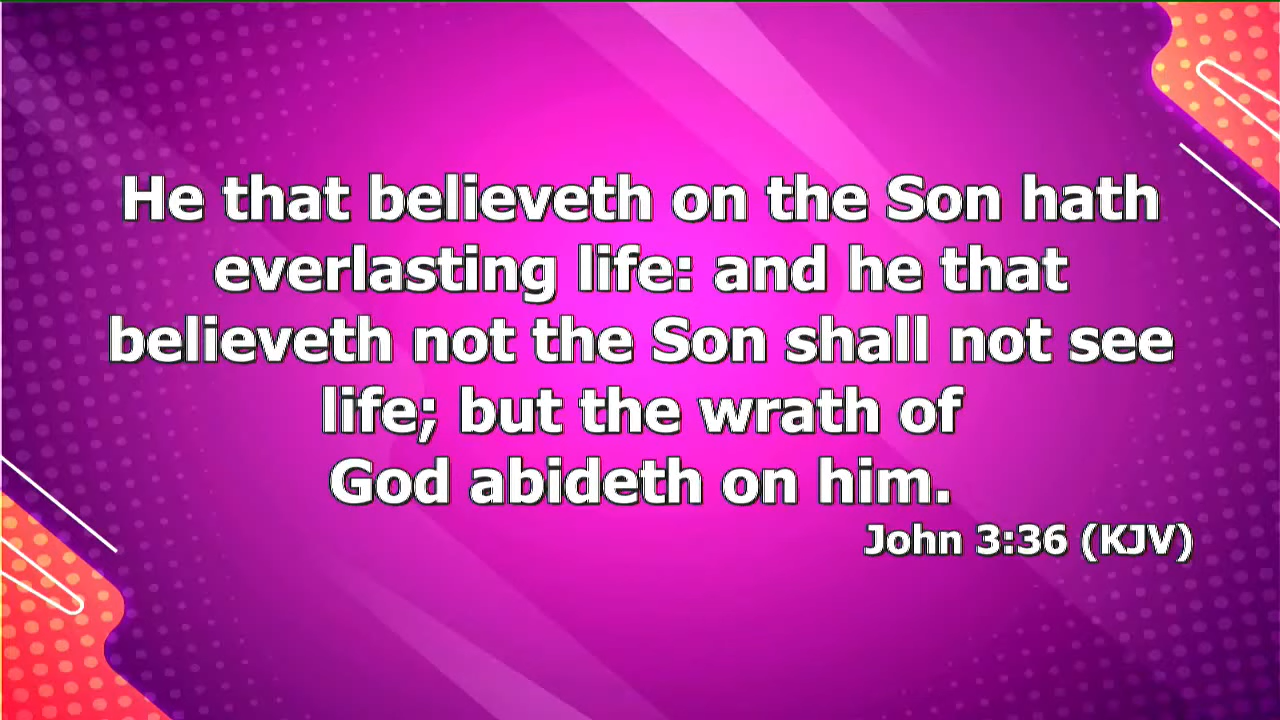 He that believeth on the Son hath
everlasting life: and he that
believeth not the Son shall not see
life; but the wrath of
God abideth on him.
John 3:36 (KJV)